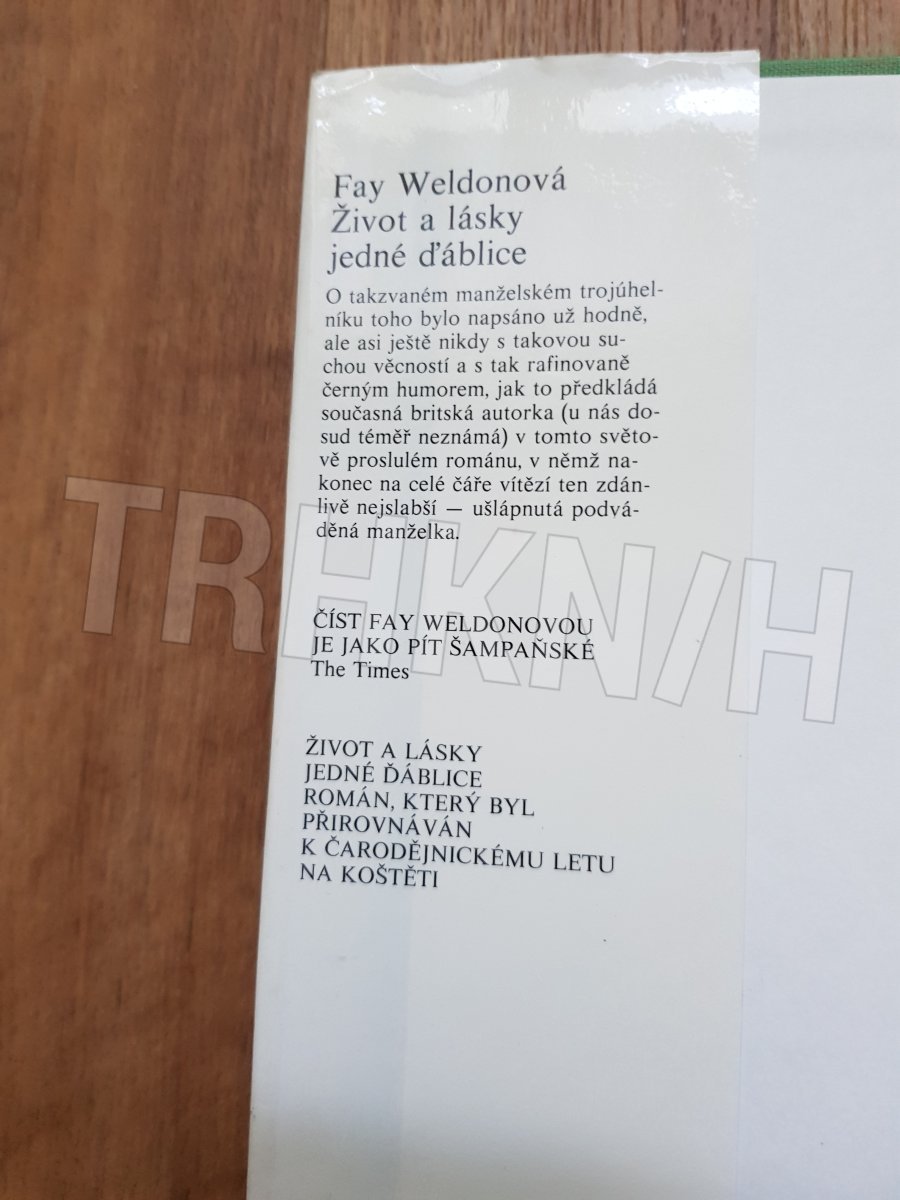 Fay Weldonová
Život a lásky
jedné ďáblice
O takzvaném manželském trojúhel-
níku toho bylo napsáno už hodně,
ale asi ještě nikdy s takovou su-
chou věcností a s tak rafinovaně
černým humorem, jak to předkládá
současná britská autorka (u nás do-
sud téměř neznámá) v tomto světo-
vě proslulém románu, v němž na-
konec na celé čáře vítězí ten zdán-
livě nejslabší — ušlápnutá podvá-
děná manželka.
TRHKN/H
ČÍST FAY WELDONOVOU
JE JAKO PÍT ŠAMPAŇSKÉ
The Times
ŽIVOT A LÁSKY
JEDNÉ ĎÁBLICE
ROMÁN, KTERÝ BYL
PŘIROVNÁVÁN
K ČARODĚJNICKÉMU LETU
NA KOŠTĚTI